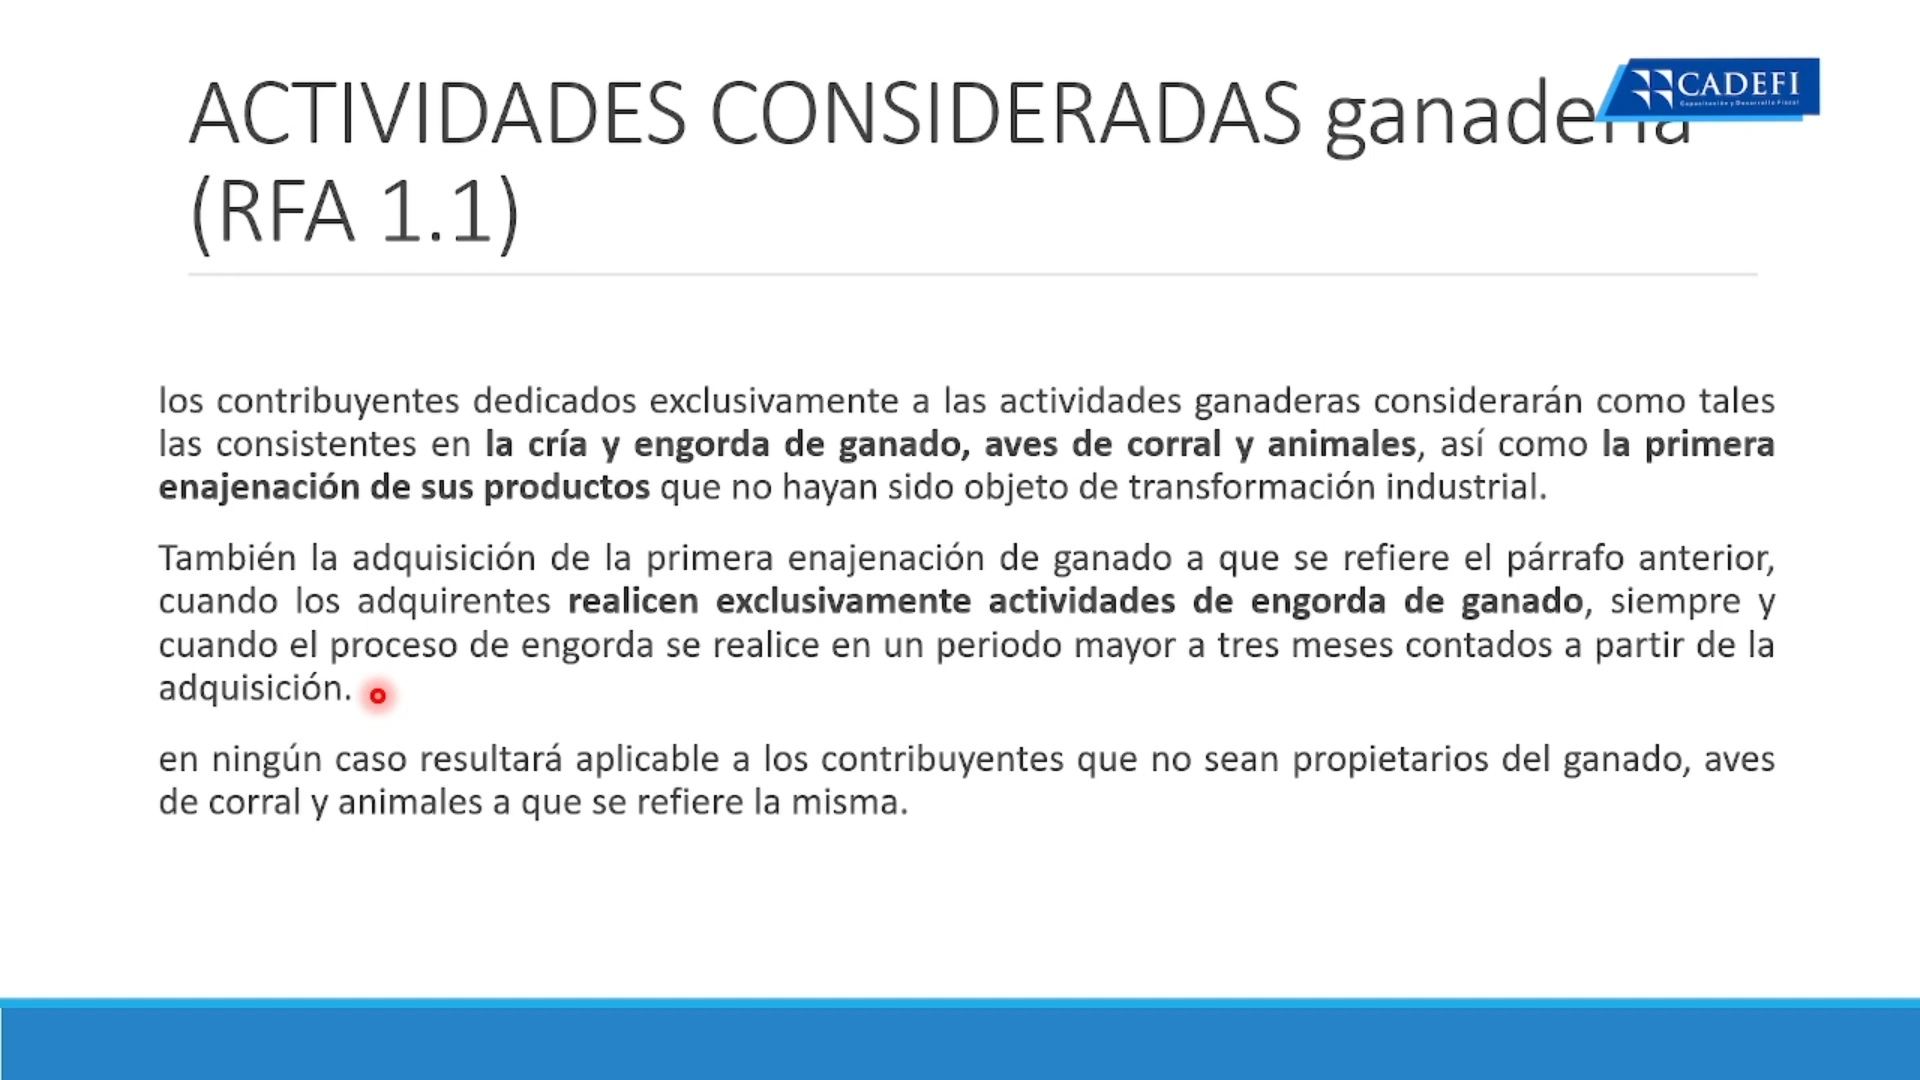 ACTIVIDADES CONSIDERADAS ganadería
(RFA 1.1)
CADEFI
Capacitación y Desarrollo Fiscal
los contribuyentes dedicados exclusivamente a las actividades ganaderas considerarán como tales
las consistentes en la cría y engorda de ganado, aves de corral y animales, así como la primera
enajenación de sus productos que no hayan sido objeto de transformación industrial.
También la adquisición de la primera enajenación de ganado a que se refiere el párrafo anterior,
cuando los adquirentes realicen exclusivamente actividades de engorda de ganado, siempre y
cuando el proceso de engorda se realice en un periodo mayor a tres meses contados a partir de la
adquisición.
en ningún caso resultará aplicable a los contribuyentes que no sean propietarios del ganado, aves
de corral y animales a que se refiere la misma.